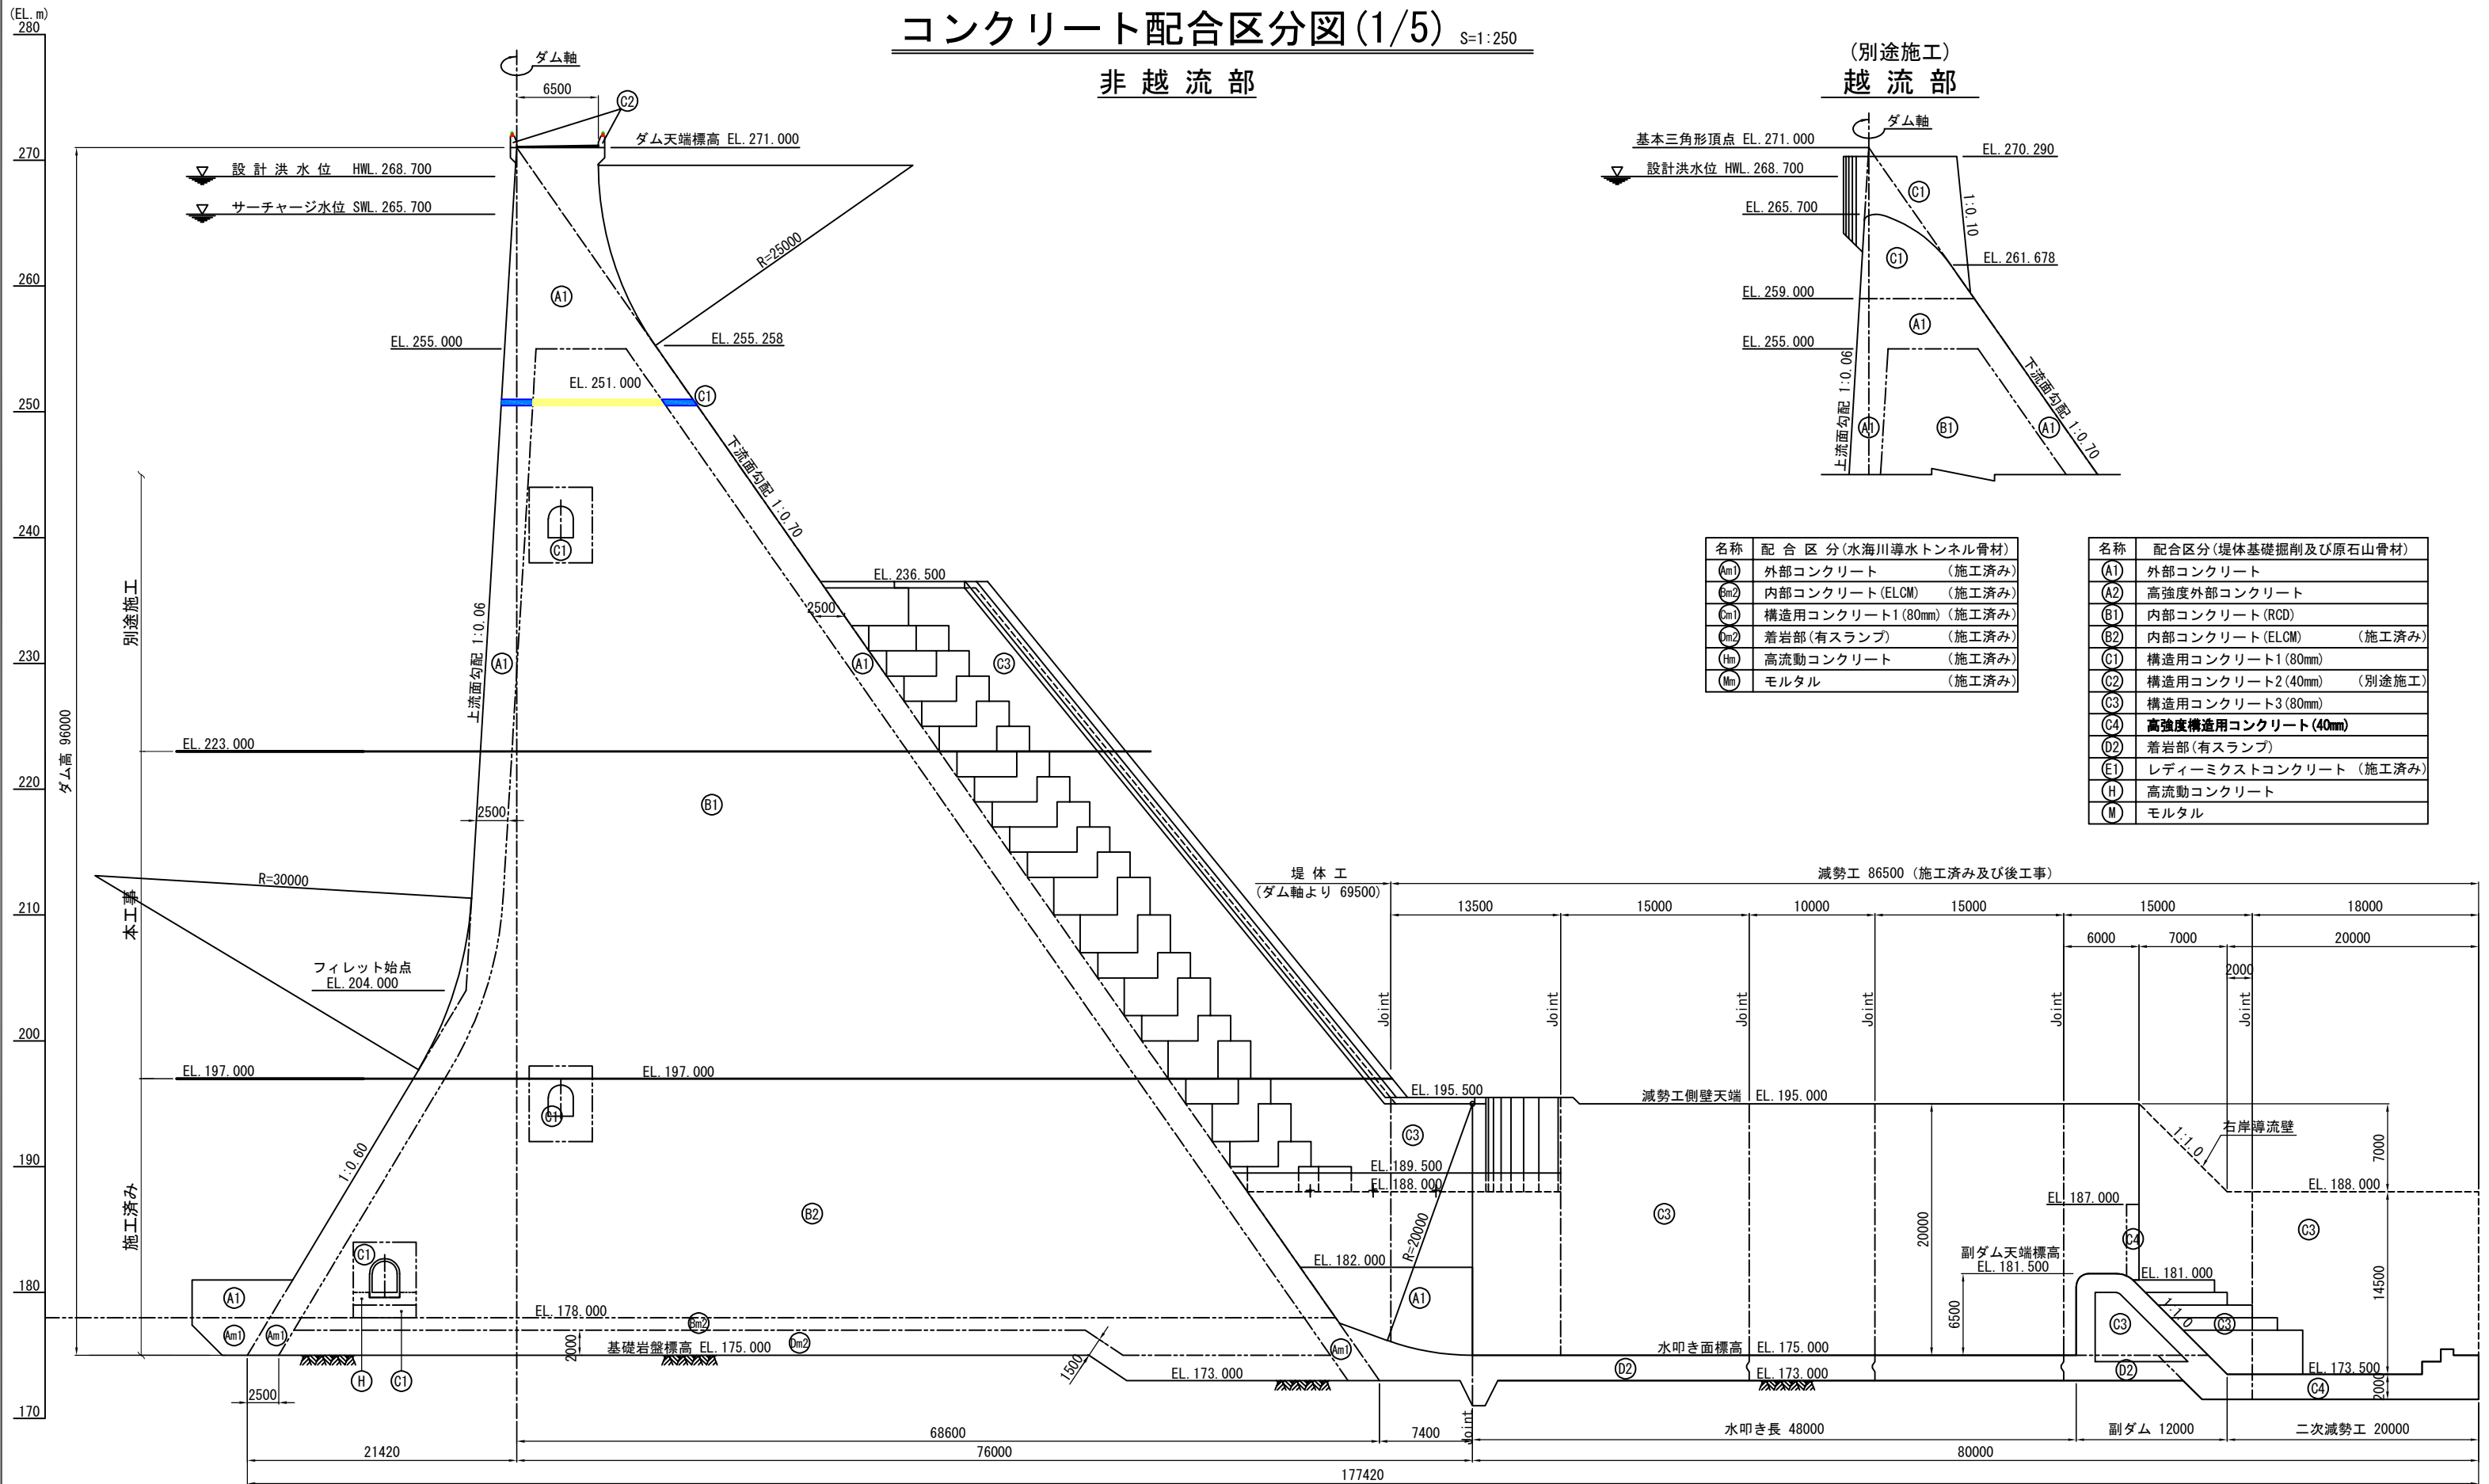 コンクリート配合区分図(1/5) S=1:250
非 越 流 部
(別途施工)
越 流 部
(EL.m)
280
270
260
250
240
230
220
210
200
190
180
170
ダム軸
6500
C2
ダム天端標高 EL.271.000
設 計 洪 水 位 HWL.268.700
サーチャージ水位 SWL.265.700
R=25000
A1
EL.255.000
EL.255.258
EL.251.000
C1
下流面勾配 1:0.70
C1
別途施工
上流面勾配 1:0.06
A1
EL.236.500
2500
A1
C3
ダム高 96000
EL.223.000
B1
2500
R=30000
本工事
フィレット始点
EL.204.000
EL.197.000
EL.197.000
C1
1:0.60
施工済み
B2
C1
A1
Am1
Am1
EL.178.000
Bm2
Dm2
2000
基礎岩盤標高 EL.175.000
1500
EL.173.000
H
C1
2500
21420
68600
7400
76000
177420
ダム軸
基本三角形頂点 EL.271.000
EL.270.290
設計洪水位 HWL.268.700
C1
1:0.10
EL.265.700
C1
EL.261.678
EL.259.000
A1
EL.255.000
上流面勾配 1:0.06
下流面勾配 1:0.70
A1
B1
A1
名称 配 合 区 分(水海川導水トンネル骨材)
Am1 外部コンクリート (施工済み)
Bm2 内部コンクリート(ELCM) (施工済み)
Cm1 構造用コンクリート1(80mm) (施工済み)
Dm2 着岩部(有スランプ) (施工済み)
Hm 高流動コンクリート (施工済み)
Mm モルタル (施工済み)
名称 配合区分(堤体基礎掘削及び原石山骨材)
A1 外部コンクリート
A2 高強度外部コンクリート
B1 内部コンクリート(RCD)
B2 内部コンクリート(ELCM) (施工済み)
C1 構造用コンクリート1(80mm)
C2 構造用コンクリート2(40mm) (別途施工)
C3 構造用コンクリート3(80mm)
C4 高強度構造用コンクリート(40mm)
D2 着岩部(有スランプ)
E1 レディーミクストコンクリート (施工済み)
H 高流動コンクリート
M モルタル
堤 体 工
(ダム軸より 69500)
減勢工 86500 (施工済み及び後工事)
13500
15000
10000
15000
15000
18000
6000
7000
20000
2000
Joint
Joint
Joint
Joint
Joint
Joint
EL.195.500
減勢工側壁天端 EL.195.000
C3
EL.189.500
EL.188.000
R=20000
EL.182.000
A1
Am1
C3
20000
1:1.0
右岸導流壁
7000
EL.188.000
EL.187.000
C4
C3
副ダム天端標高
EL.181.500
EL.181.000
6500
14500
1:1.0
C3
C3
水叩き面標高 EL.175.000
D2
EL.173.000
D2
EL.173.500
C4
2000
Joint
水叩き長 48000
副ダム 12000
二次減勢工 20000
80000